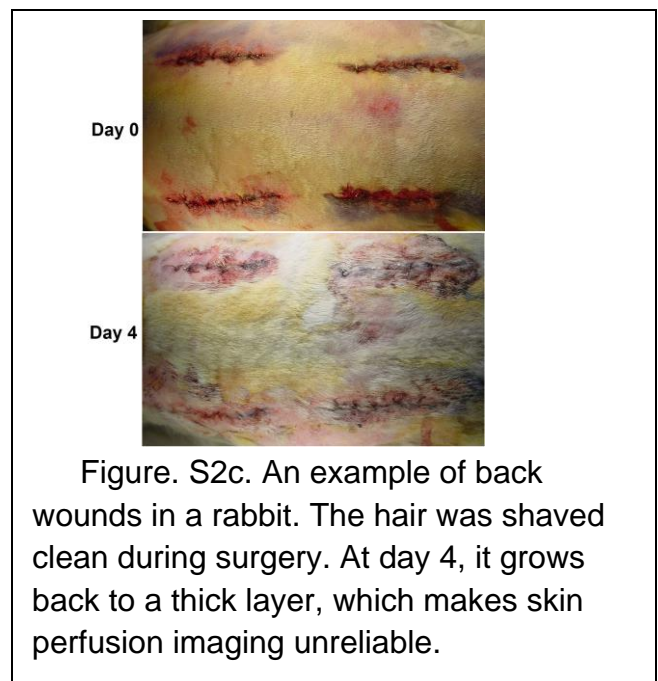 Day 0
Day 4
Figure. S2c. An example of back
wounds in a rabbit. The hair was shaved
clean during surgery. At day 4, it grows
back to a thick layer, which makes skin
perfusion imaging unreliable.